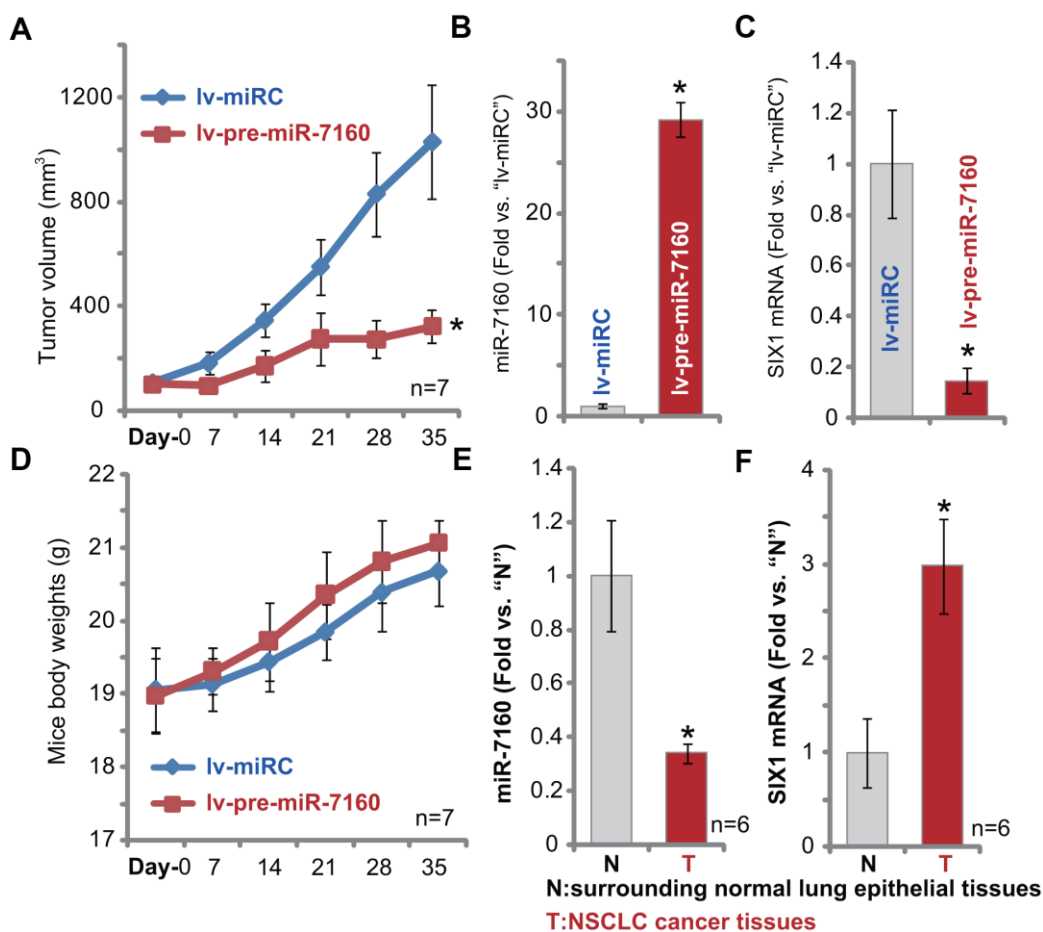 A
Tumor volume (mm³)
1200
800
400
0
lv-miRC
lv-pre-miR-7160
*
n=7
Day-0 7 14 21 28 35
B
miR-7160 (Fold vs. “lv-miRC”)
30
20
10
0
lv-miRC
lv-pre-miR-7160
*
C
SIX1 mRNA (Fold vs. “lv-miRC”)
1.4
1.2
1
0.8
0.6
0.4
0.2
0
lv-miRC
lv-pre-miR-7160
*
D
Mice body weights (g)
22
21
20
19
18
17
lv-miRC
lv-pre-miR-7160
n=7
Day-0 7 14 21 28 35
E
miR-7160 (Fold vs. “N”)
1.4
1.2
1
0.8
0.6
0.4
0.2
0
*
n=6
N T
F
SIX1 mRNA (Fold vs. “N”)
4
3
2
1
0
*
n=6
N T
N:surrounding normal lung epithelial tissues
T:NSCLC cancer tissues